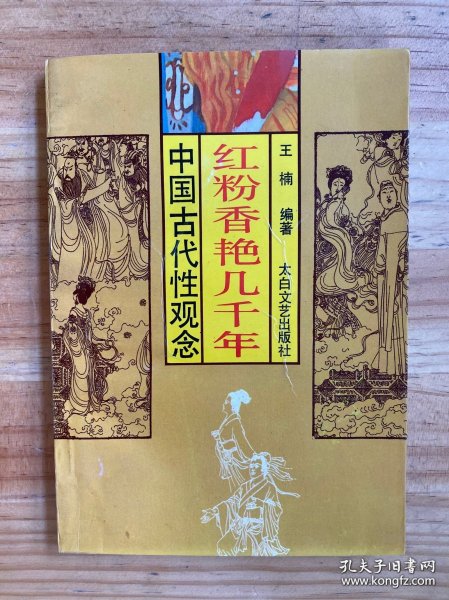 红粉香艳几千年
中国古代性观念
王楠 编著
太白文艺出版社
孔夫子旧书网
www.kongfz.com